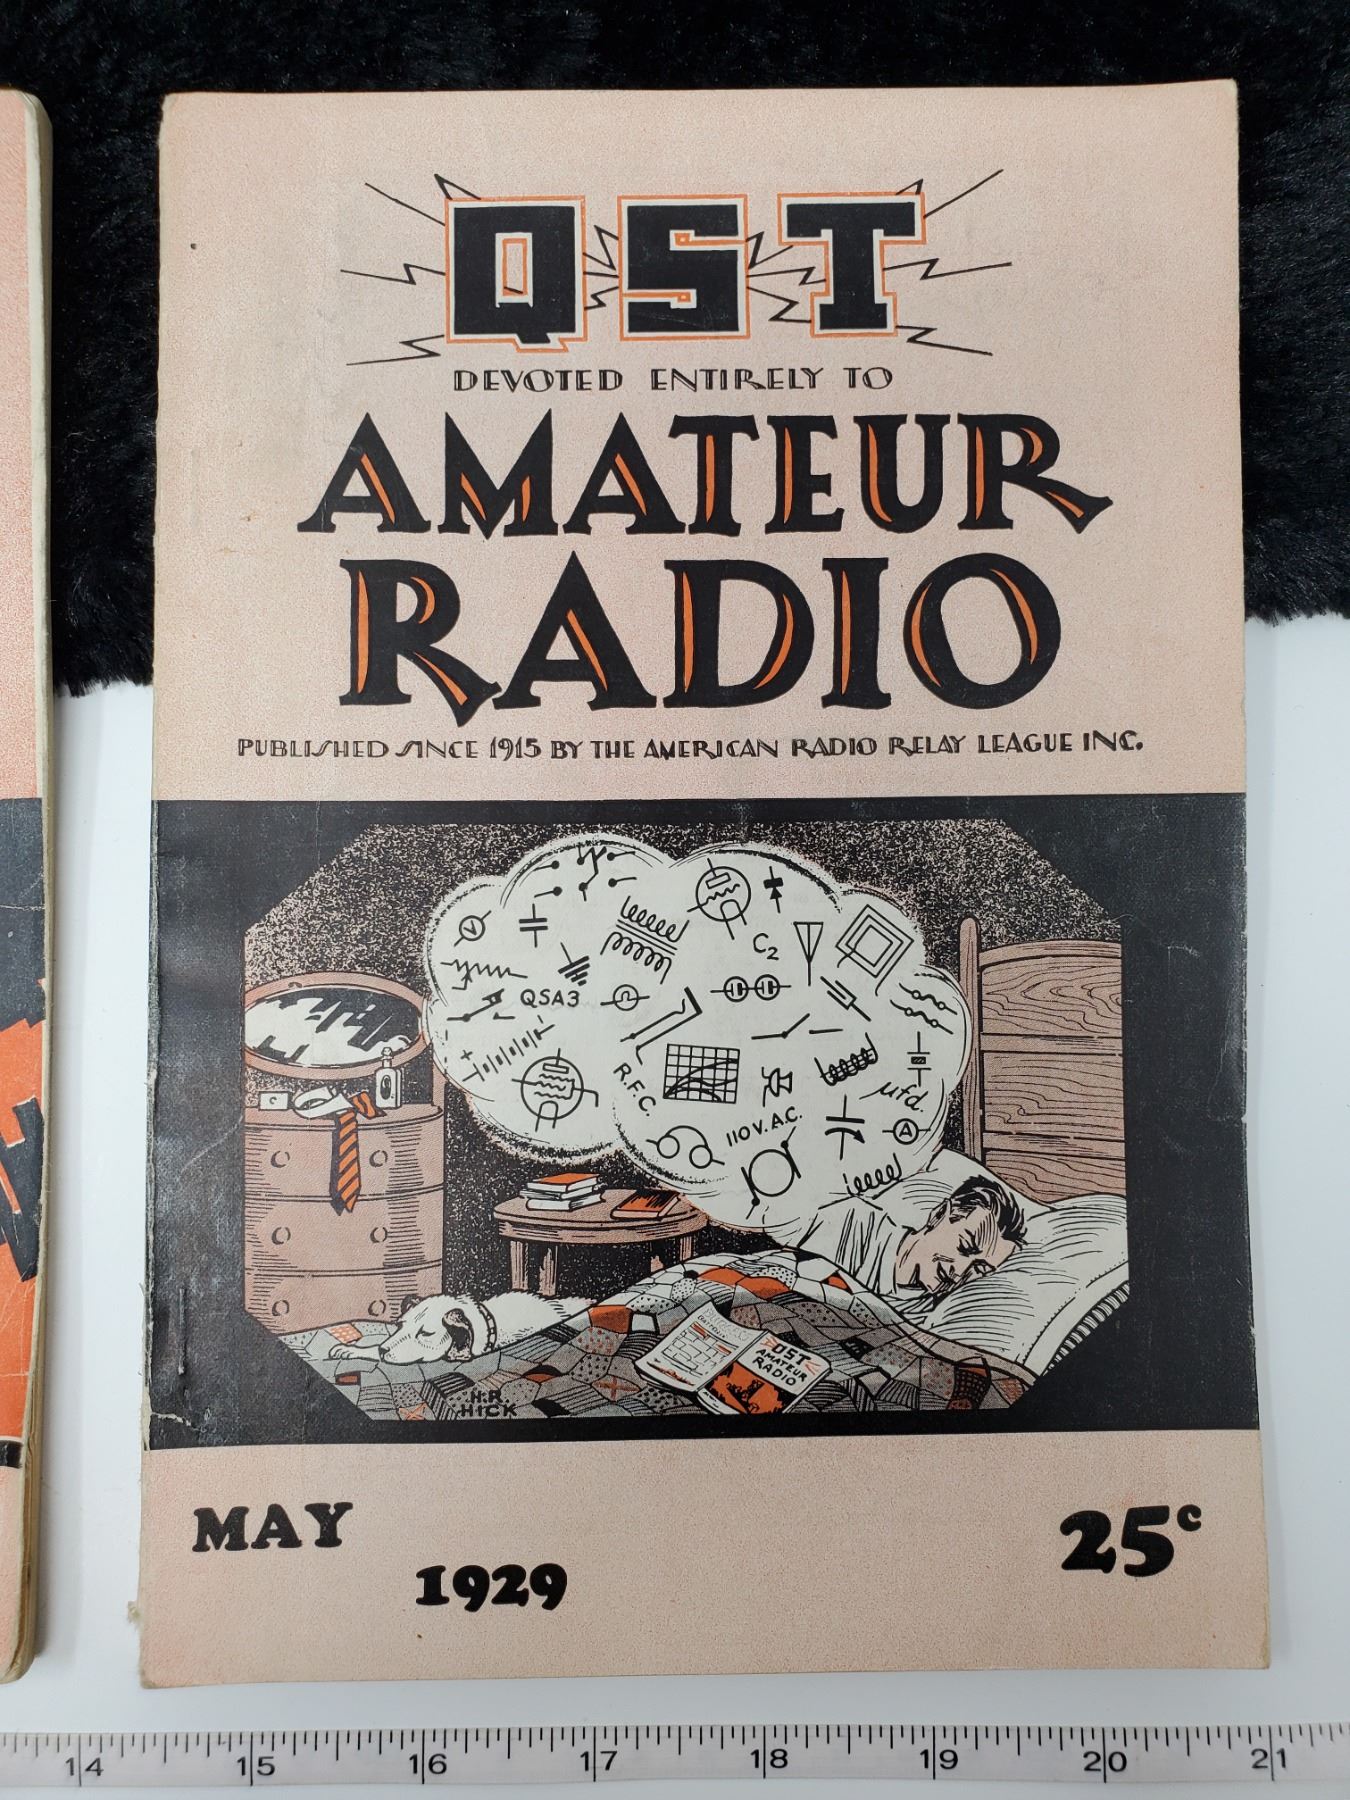 QST
DEVOTED ENTIRELY TO
AMATEUR
RADIO
PUBLISHED SINCE 1915 BY THE AMERICAN RADIO RELAY LEAGUE INC.
V
C2
QSA3
+
-
R.F.C.
µfd.
110 V. A.C.
A
QST
AMATEUR
RADIO
H.R.
HICK
MAY
1929
25c
14 15 16 17 18 19 20 21